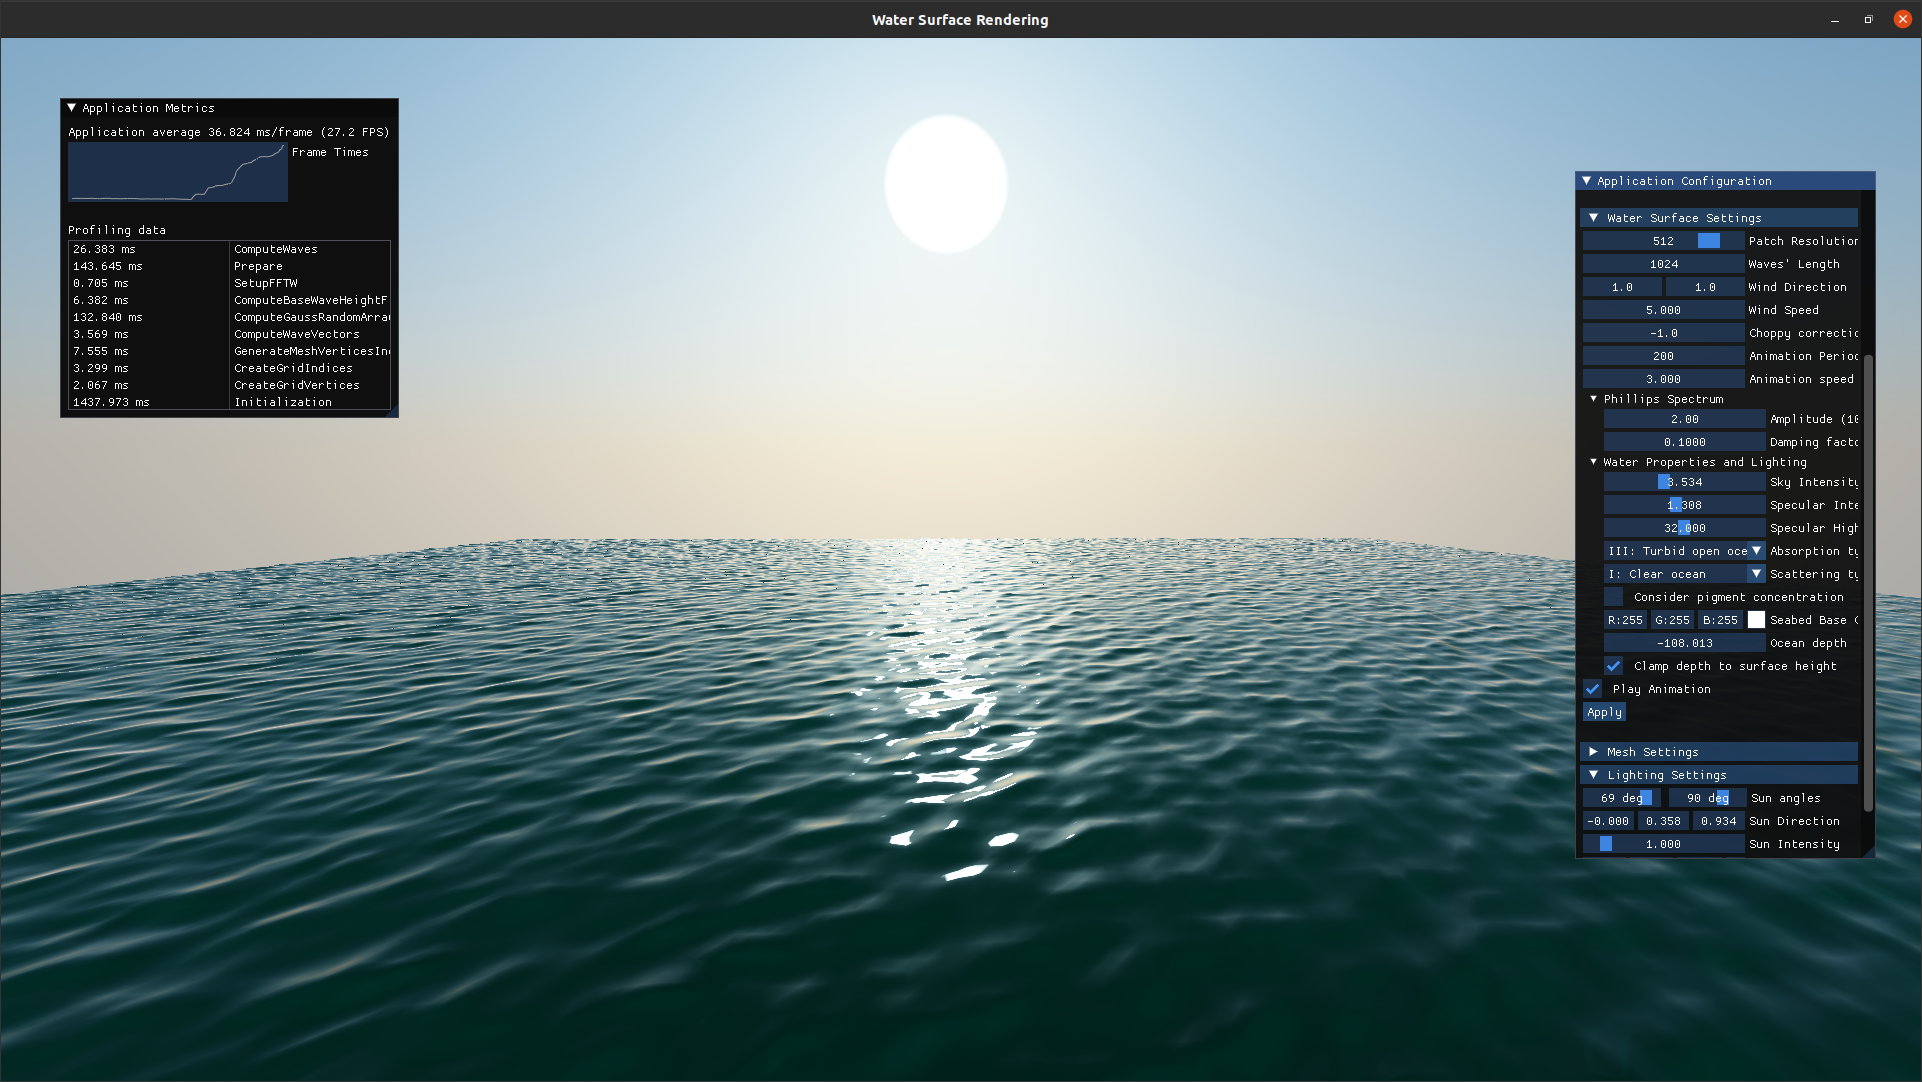 Water Surface Rendering
Application Metrics
Application average 36.824 ms/frame (27.2 FPS)
Frame Times
Profiling data
26.383 ms ComputeWaves
143.645 ms Prepare
0.705 ms SetupFFTW
6.382 ms ComputeBaseWaveHeightF
132.840 ms ComputeGaussRandomArra
3.569 ms ComputeWaveVectors
7.555 ms GenerateMeshVerticesInd
3.299 ms CreateGridIndices
2.067 ms CreateGridVertices
1437.973 ms Initialization
Application Configuration
Water Surface Settings
512 Patch Resolution
1024 Waves' Length
1.0 1.0 Wind Direction
5.000 Wind Speed
-1.0 Choppy correctio
200 Animation Period
3.000 Animation speed
Phillips Spectrum
2.00 Amplitude (10
0.1000 Damping facto
Water Properties and Lighting
3.534 Sky Intensity
1.308 Specular Inte
32.000 Specular High
III: Turbid open oce Absorption ty
I: Clear ocean Scattering ty
Consider pigment concentration
R:255 G:255 B:255 Seabed Base C
-108.013 Ocean depth
Clamp depth to surface height
Play Animation
Apply
Mesh Settings
Lighting Settings
69 deg 90 deg Sun angles
-0.000 0.358 0.934 Sun Direction
1.000 Sun Intensity